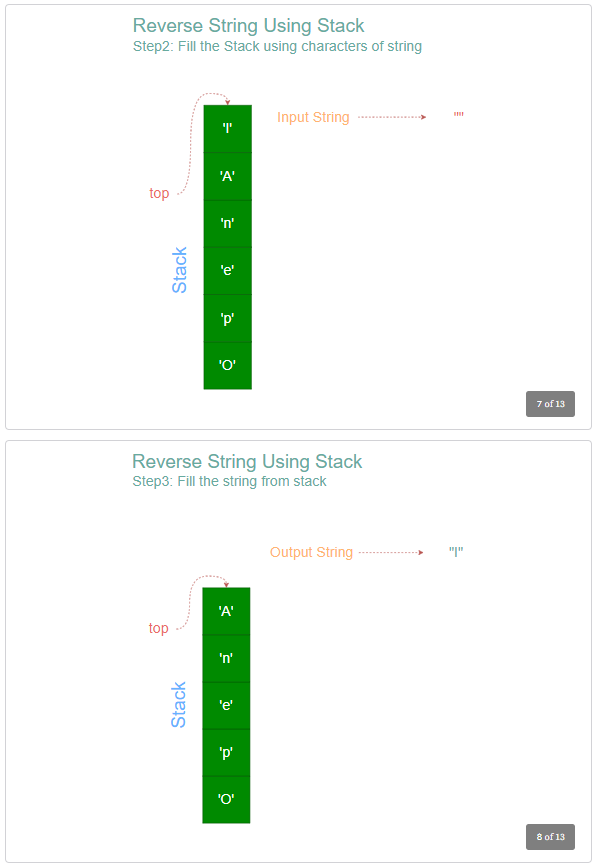 Reverse String Using Stack
Step2: Fill the Stack using characters of string
Input String
""
'I'
'A'
top
'n'
Stack
'e'
'p'
'O'
7 of 13
Reverse String Using Stack
Step3: Fill the string from stack
Output String
"I"
'A'
top
'n'
Stack
'e'
'p'
'O'
8 of 13